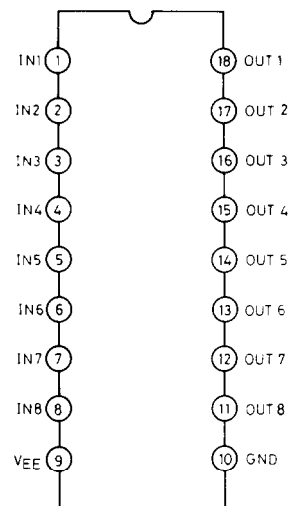 IN1 1 18 OUT 1
IN2 2 17 OUT 2
IN3 3 16 OUT 3
IN4 4 15 OUT 4
IN5 5 14 OUT 5
IN6 6 13 OUT 6
IN7 7 12 OUT 7
IN8 8 11 OUT 8
VEE 9 10 GND